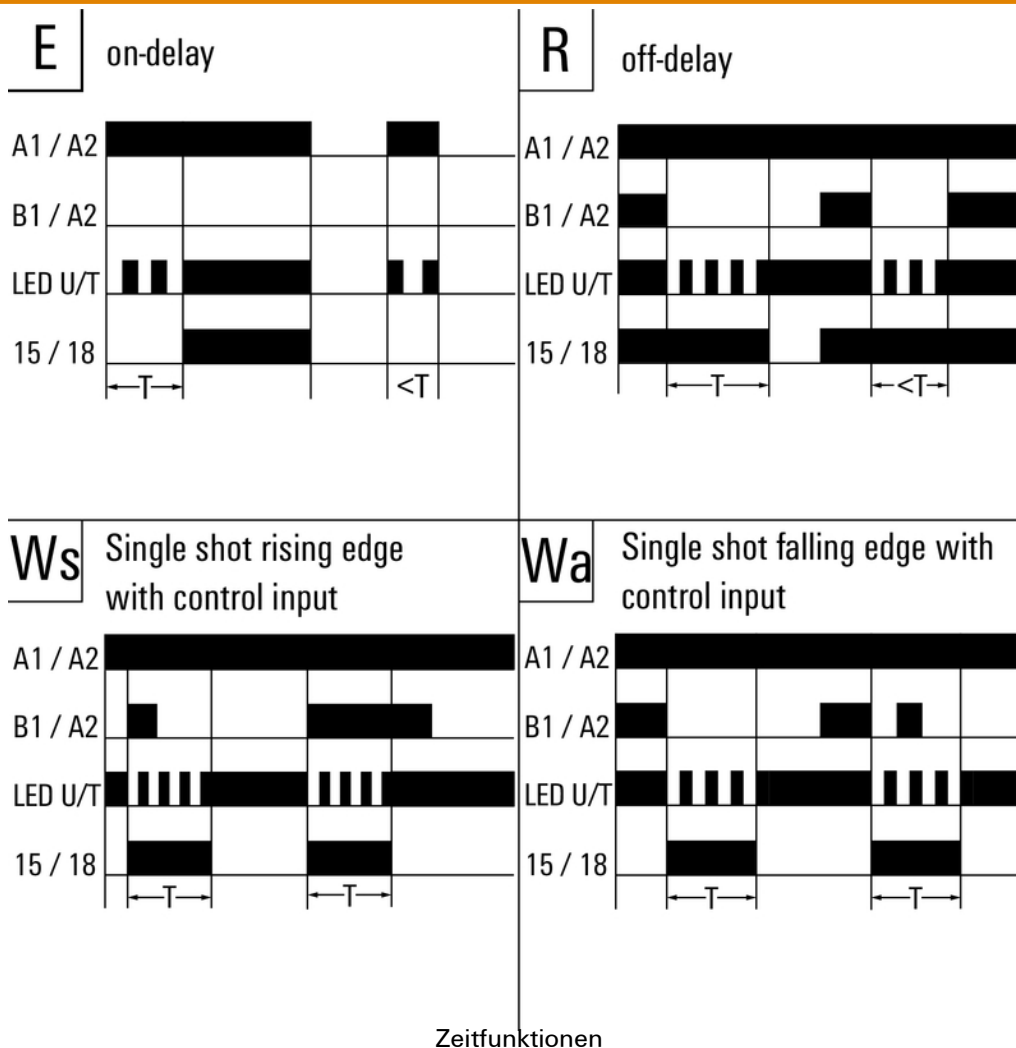 E
on-delay
A1 / A2
B1 / A2
LED U/T
15 / 18
T
<T
R
off-delay
A1 / A2
B1 / A2
LED U/T
15 / 18
T
<T
Ws
Single shot rising edge
with control input
A1 / A2
B1 / A2
LED U/T
15 / 18
T
T
Wa
Single shot falling edge with
control input
A1 / A2
B1 / A2
LED U/T
15 / 18
T
T
Zeitfunktionen